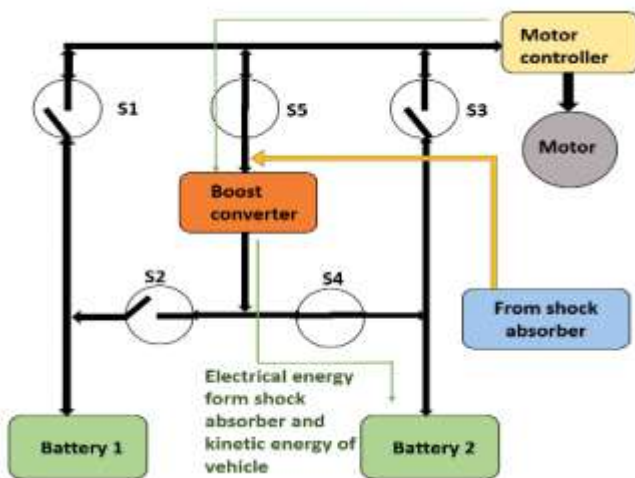 Motor
controller
S1
S5
S3
Motor
Boost
converter
S2
S4
From shock
absorber
Electrical energy
form shock
absorber and
kinetic energy of
vehicle
Battery 1
Battery 2